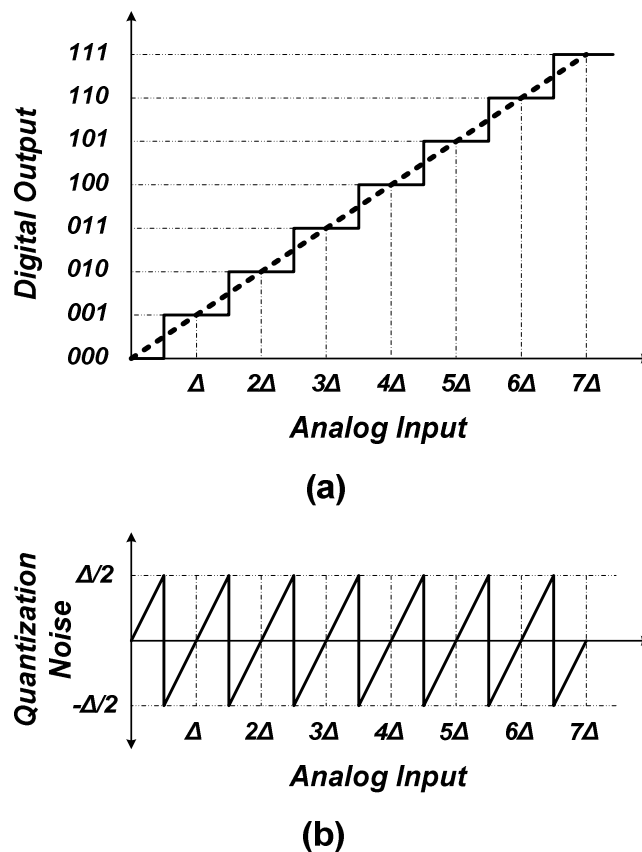 111
110
101
100
011
010
001
000
Digital Output
Δ 2Δ 3Δ 4Δ 5Δ 6Δ 7Δ
Analog Input
(a)
Δ/2
-Δ/2
Quantization
Noise
Δ 2Δ 3Δ 4Δ 5Δ 6Δ 7Δ
Analog Input
(b)